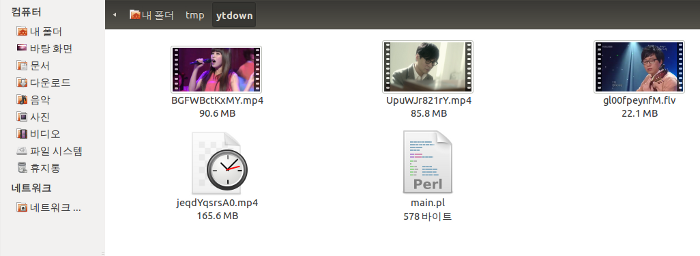 컴퓨터
내 폴더
바탕 화면
문서
다운로드
음악
사진
비디오
파일 시스템
휴지통
네트워크
네트워크 ...
내 폴더 tmp ytdown
BGFWBctKxMY.mp4
90.6 MB
UpuWJr821rY.mp4
85.8 MB
gl00fpeynfM.flv
22.1 MB
jeqdYqsrsA0.mp4
165.6 MB
Perl
main.pl
578 바이트